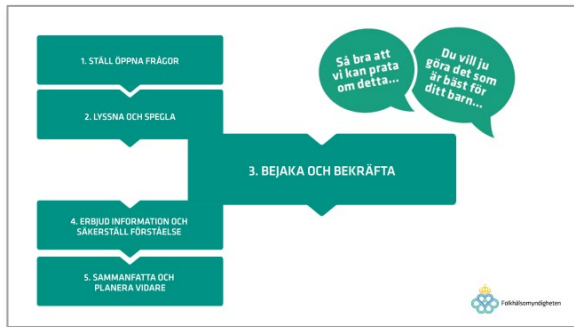 1. STÄLL ÖPPNA FRÅGOR
2. LYSSNA OCH SPEGLA
3. BEJAKA OCH BEKRÄFTA
4. ERBJUD INFORMATION OCH
SÄKERSTÄLL FÖRSTÅELSE
5. SAMMANFATTA OCH
PLANERA VIDARE
Så bra att
vi kan prata
om detta...
Du vill ju
göra det som
är bäst för
ditt barn...
Folkhälsomyndigheten